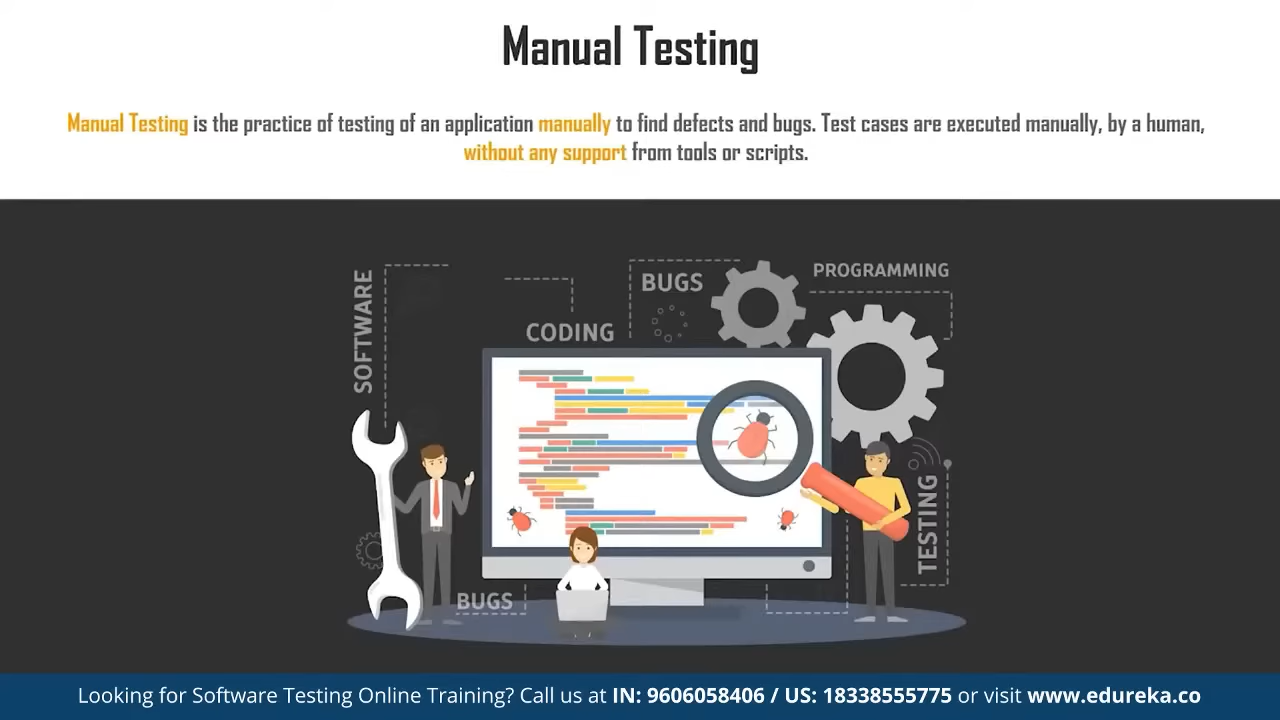 Manual Testing
Manual Testing is the practice of testing of an application manually to find defects and bugs. Test cases are executed manually, by a human,
without any support from tools or scripts.
SOFTWARE
CODING
BUGS
PROGRAMMING
TESTING
BUGS
Looking for Software Testing Online Training? Call us at IN: 9606058406 / US: 18338555775 or visit www.edureka.co